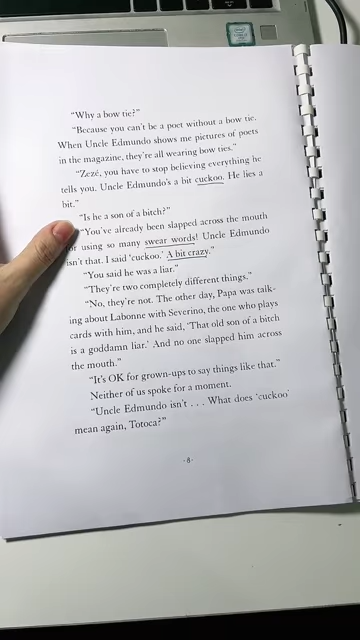 "Why a bow tie?"
"Because you can't be a poet without a bow tie.
When Uncle Edmundo shows me pictures of poets
in the magazine, they're all wearing bow ties."
"Zezé, you have to stop believing everything he
tells you. Uncle Edmundo's a bit cuckoo. He lies a
bit."
"Is he a son of a bitch?"
"You've already been slapped across the mouth
using so many swear words! Uncle Edmundo
isn't that. I said 'cuckoo.' A bit crazy."
"You said he was a liar."
"They're two completely different things."
"No, they're not. The other day, Papa was talk-
ing about Labonne with Severino, the one who plays
cards with him, and he said, 'That old son of a bitch
is a goddamn liar.' And no one slapped him across
the mouth."
"It's OK for grown-ups to say things like that."
Neither of us spoke for a moment.
"Uncle Edmundo isn't . . . What does 'cuckoo'
mean again, Totoca?"
-8-